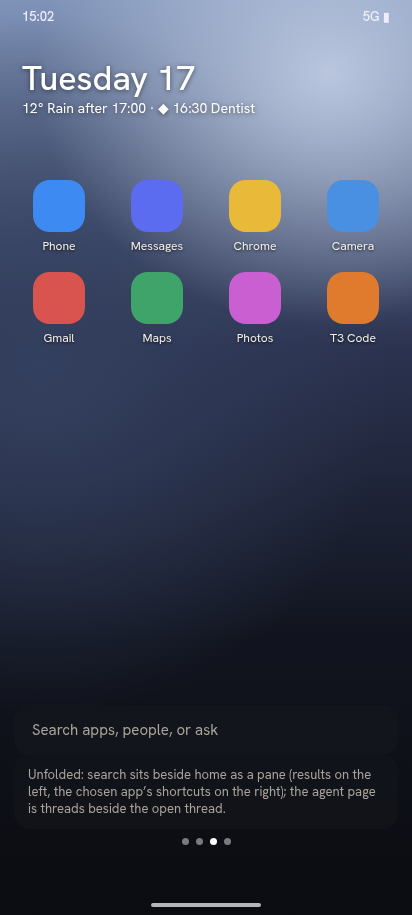 15:02 5G
Tuesday 17
12° Rain after 17:00 · ◆ 16:30 Dentist
Phone Messages Chrome Camera
Gmail Maps Photos T3 Code
Search apps, people, or ask
Unfolded: search sits beside home as a pane (results on the
left, the chosen app’s shortcuts on the right); the agent page
is threads beside the open thread.